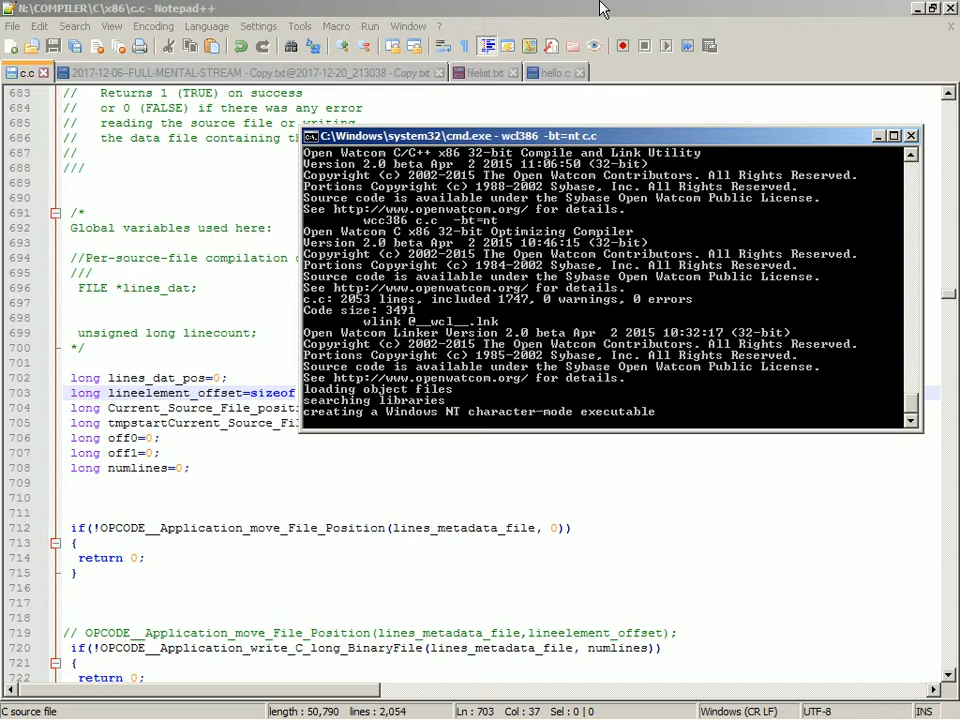 N:\COMPILER\C\x86\c.c - Notepad++
File Edit Search View Encoding Language Settings Tools Macro Run Window ? X
c.c 2017-12-06--FULL-MENTAL-STREAM - Copy.txt@2017-12-20_213038 - Copy.txt filelist.txt hello.c
683 // Returns 1 (TRUE) on success
684 // or 0 (FALSE) if there was any error
685 // reading the source file or writing
686 // the data file containing th
687 //
688 ///
689
690
691 /*
692 Global variables used here:
693
694 //Per-source-file compilation c
695 ///
696 FILE *lines_dat;
697
698
699 unsigned long linecount;
700 */
701
702 long lines_dat_pos=0;
703 long lineelement_offset=sizeof
704 long Current_Source_File_positi
705 long tmpstartCurrent_Source_Fil
706 long off0=0;
707 long off1=0;
708 long numlines=0;
709
710
711
712 if(!OPCODE__Application_move_File_Position(lines_metadata_file, 0))
713 {
714 return 0;
715 }
716
717
718
719 // OPCODE__Application_move_File_Position(lines_metadata_file,lineelement_offset);
720 if(!OPCODE__Application_write_C_long_BinaryFile(lines_metadata_file, numlines))
721 {
722 return 0;
C:\Windows\system32\cmd.exe - wcl386 -bt=nt c.c
Open Watcom C/C++ x86 32-bit Compile and Link Utility
Version 2.0 beta Apr 2 2015 11:06:50 (32-bit)
Copyright (c) 2002-2015 The Open Watcom Contributors. All Rights Reserved.
Portions Copyright (c) 1988-2002 Sybase, Inc. All Rights Reserved.
Source code is available under the Sybase Open Watcom Public License.
See http://www.openwatcom.org/ for details.
wcc386 c.c -bt=nt
Open Watcom C x86 32-bit Optimizing Compiler
Version 2.0 beta Apr 2 2015 10:46:15 (32-bit)
Copyright (c) 2002-2015 The Open Watcom Contributors. All Rights Reserved.
Portions Copyright (c) 1984-2002 Sybase, Inc. All Rights Reserved.
Source code is available under the Sybase Open Watcom Public License.
See http://www.openwatcom.org/ for details.
c.c: 2053 lines, included 1747, 0 warnings, 0 errors
Code size: 3491
wlink @__wcl__.lnk
Open Watcom Linker Version 2.0 beta Apr 2 2015 10:32:17 (32-bit)
Copyright (c) 2002-2015 The Open Watcom Contributors. All Rights Reserved.
Portions Copyright (c) 1985-2002 Sybase, Inc. All Rights Reserved.
Source code is available under the Sybase Open Watcom Public License.
See http://www.openwatcom.org/ for details.
loading object files
searching libraries
creating a Windows NT character-mode executable
C source file length : 50,790 lines : 2,054 Ln : 703 Col : 37 Sel : 0 | 0 Windows (CR LF) UTF-8 INS